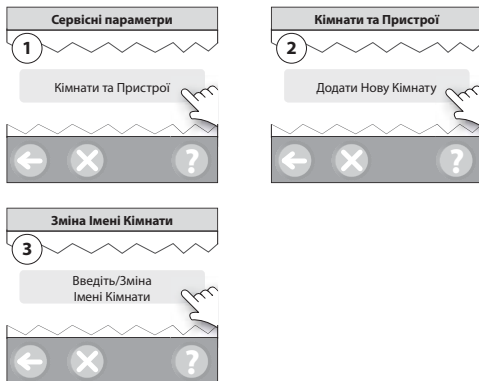 Сервісні параметри
1
Кімнати та Пристрої
?
Кімнати та Пристрої
2
Додати Нову Кімнату
?
Зміна Імені Кімнати
3
Введіть/Зміна
Імені Кімнати
?